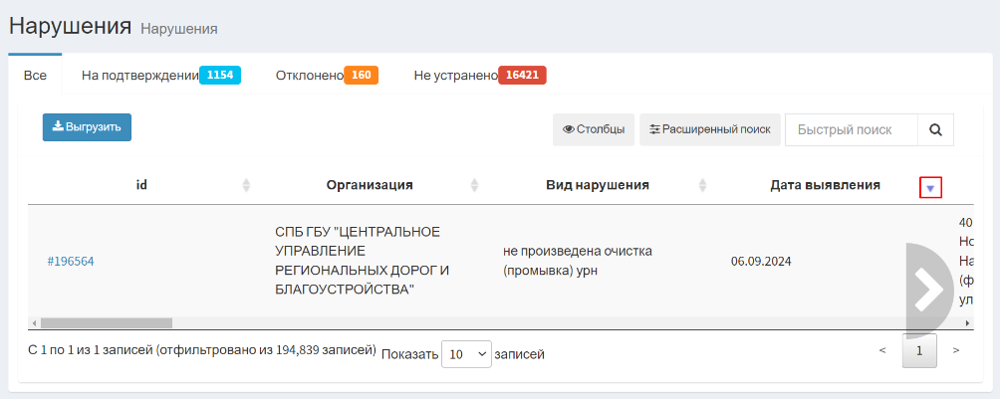 Нарушения Нарушения
Все На подтверждении 1154 Отклонено 160 Не устранено 16421
Выгрузить Столбцы Расширенный поиск Быстрый поиск
id Организация Вид нарушения Дата выявления
СПБ ГБУ "ЦЕНТРАЛЬНОЕ
УПРАВЛЕНИЕ
РЕГИОНАЛЬНЫХ ДОРОГ И
БЛАГОУСТРОЙСТВА"
#196564
не произведена очистка
(промывка) урн
06.09.2024
40
Но
На
(ф
ул
С 1 по 1 из 1 записей (отфильтровано из 194,839 записей) Показать 10 записей < 1 >